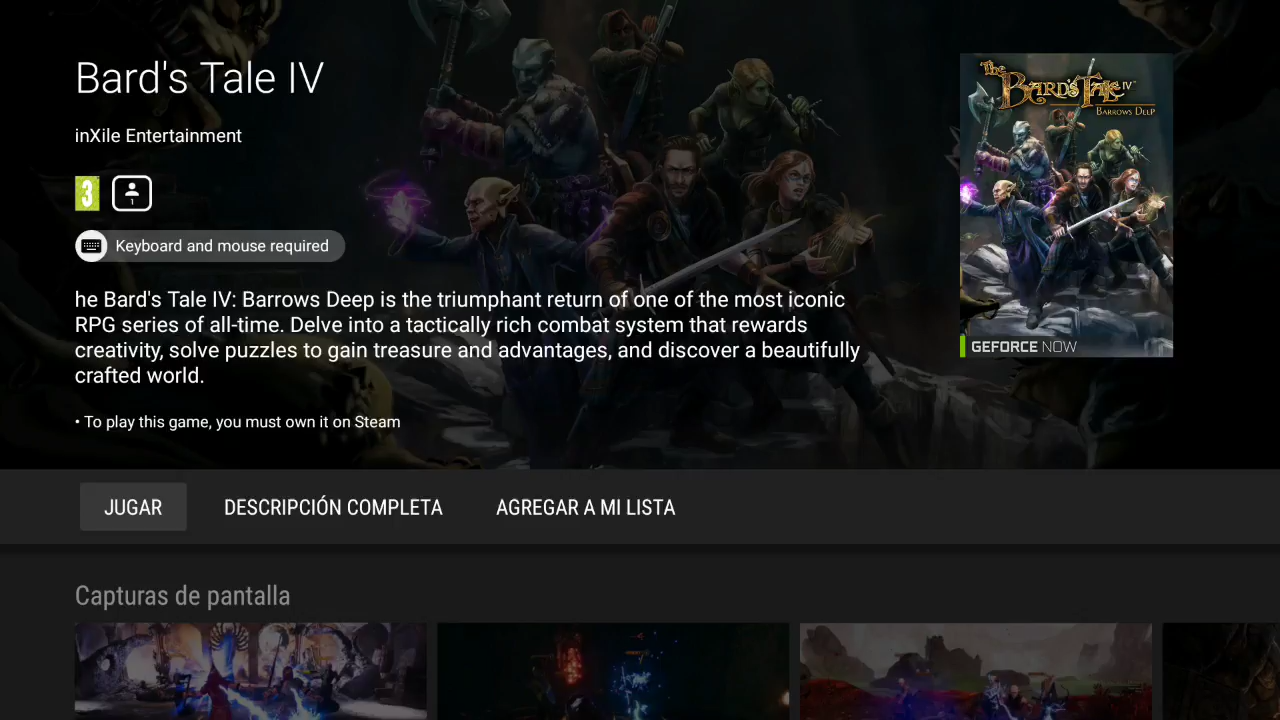 Bard's Tale IV
inXile Entertainment
3
1
Keyboard and mouse required
he Bard's Tale IV: Barrows Deep is the triumphant return of one of the most iconic
RPG series of all-time. Delve into a tactically rich combat system that rewards
creativity, solve puzzles to gain treasure and advantages, and discover a beautifully
crafted world.
• To play this game, you must own it on Steam
The
BARD'S TALE IV™
BARROWS DEEP
GEFORCE NOW
JUGAR
DESCRIPCIÓN COMPLETA
AGREGAR A MI LISTA
Capturas de pantalla